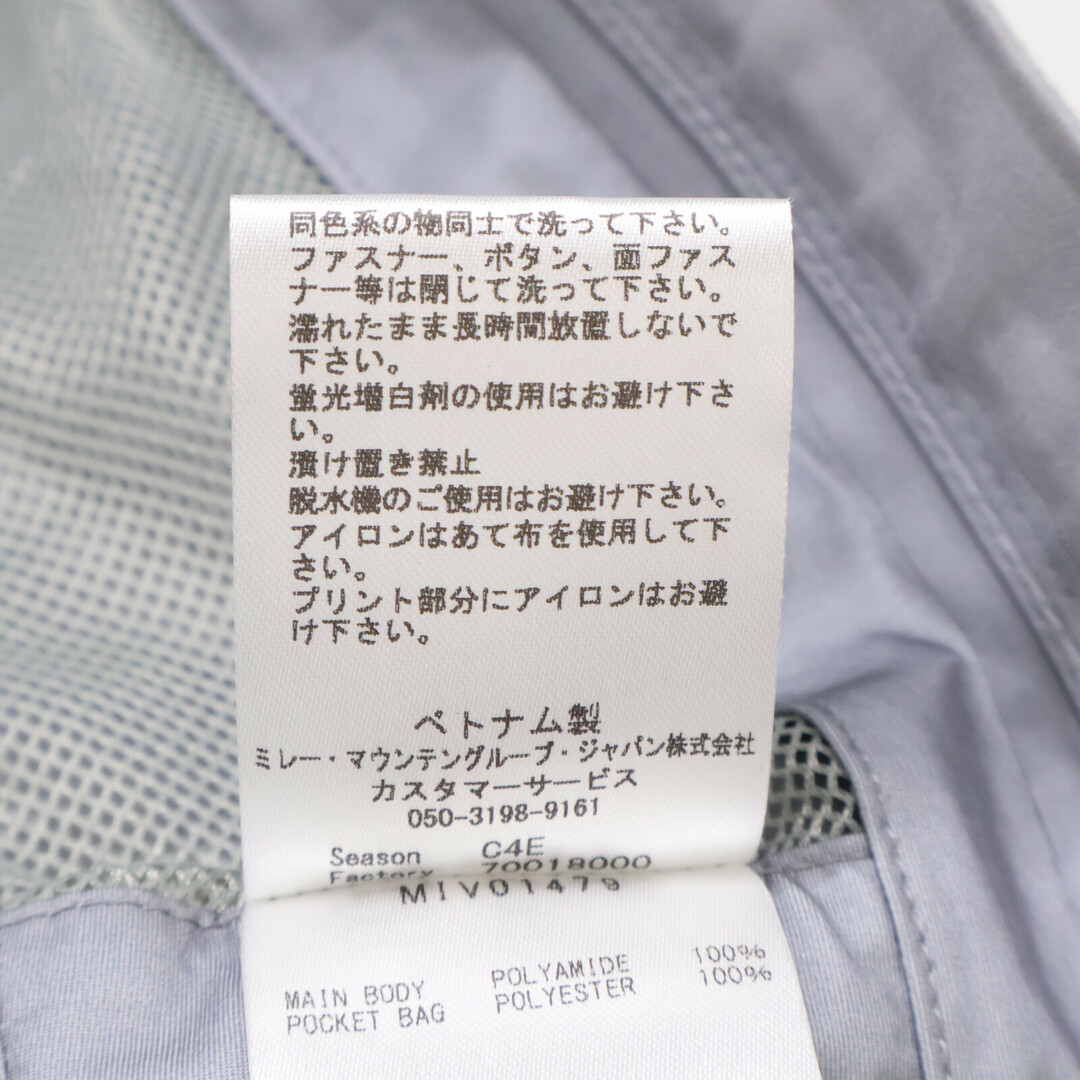 同色系の物同士で洗って下さい。
ファスナー、ボタン、面ファス
ナー等は閉じて洗って下さい。
濡れたまま長時間放置しないで
下さい。
蛍光増白剤の使用はお避け下さ
い。
漬け置き禁止
脱水機のご使用はお避け下さい。
アイロンはあて布を使用して下
さい。
プリント部分にアイロンはお避
け下さい。
ベトナム製
ミレー・マウンテングループ・ジャパン株式会社
カスタマーサービス
050-3198-9161
Season C4E
Factory 70018000
MIV01479
MAIN BODY POLYAMIDE 100%
POCKET BAG POLYESTER 100%